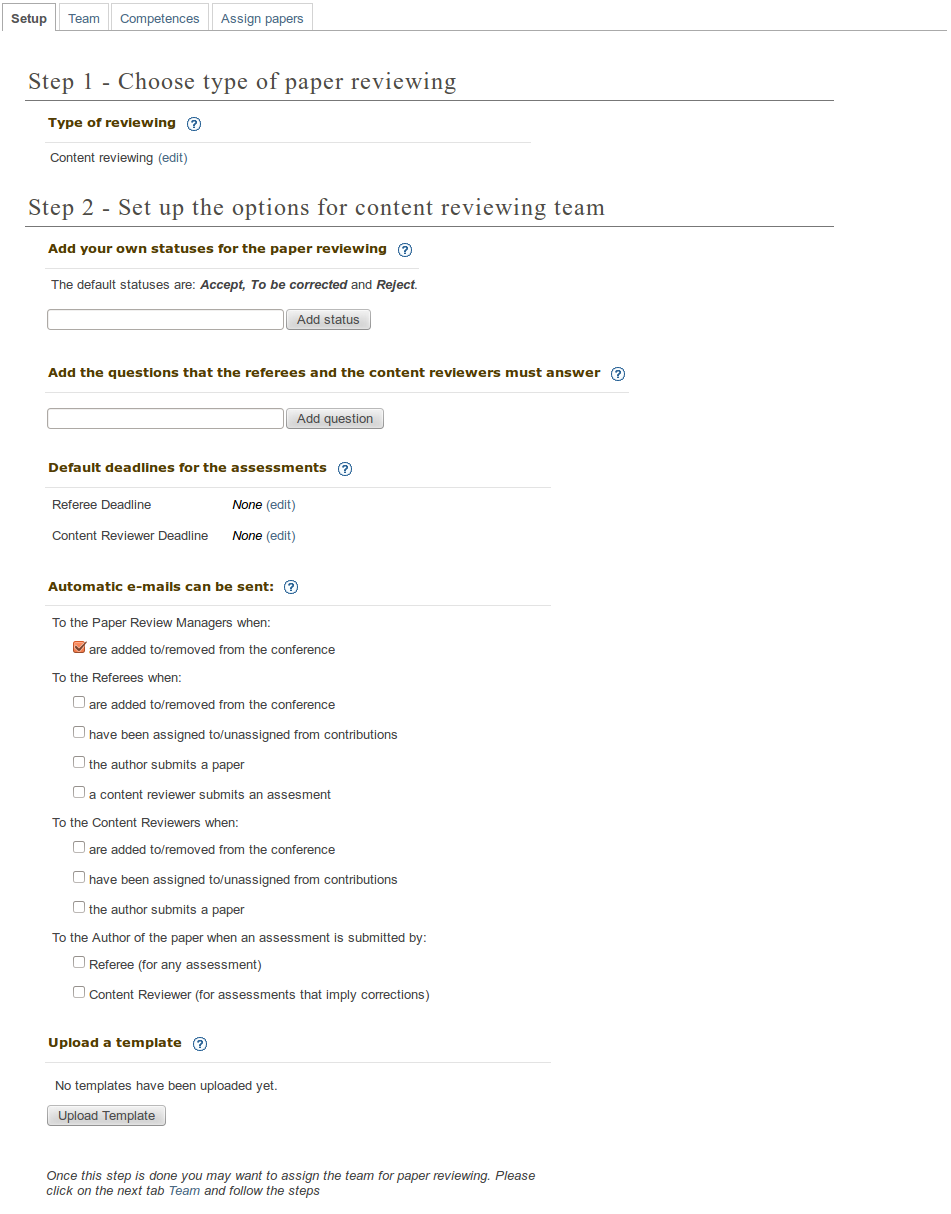 Setup Team Competences Assign papers
Step 1 - Choose type of paper reviewing
Type of reviewing ?
Content reviewing (edit)
Step 2 - Set up the options for content reviewing team
Add your own statuses for the paper reviewing ?
The default statuses are: Accept, To be corrected and Reject.
Add status
Add the questions that the referees and the content reviewers must answer ?
Add question
Default deadlines for the assessments ?
Referee Deadline None (edit)
Content Reviewer Deadline None (edit)
Automatic e-mails can be sent: ?
To the Paper Review Managers when:
are added to/removed from the conference
To the Referees when:
are added to/removed from the conference
have been assigned to/unassigned from contributions
the author submits a paper
a content reviewer submits an assesment
To the Content Reviewers when:
are added to/removed from the conference
have been assigned to/unassigned from contributions
the author submits a paper
To the Author of the paper when an assessment is submitted by:
Referee (for any assessment)
Content Reviewer (for assessments that imply corrections)
Upload a template ?
No templates have been uploaded yet.
Upload Template
Once this step is done you may want to assign the team for paper reviewing. Please
click on the next tab Team and follow the steps